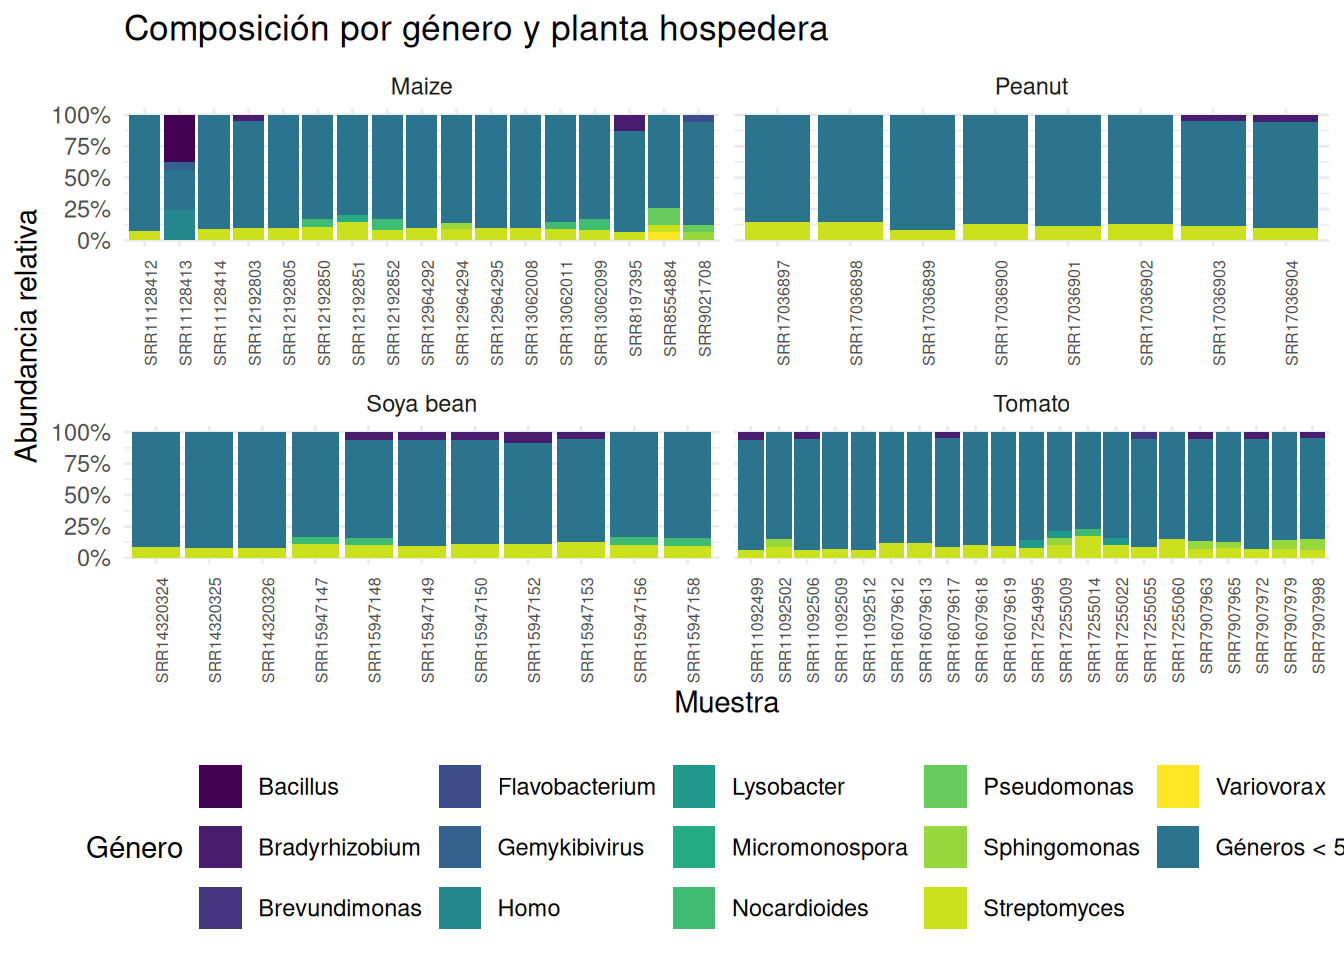 Composición por género y planta hospedera
Maize
Peanut
100%
75%
50%
25%
0%
SRR11128412
SRR11128413
SRR11128414
SRR12192803
SRR12192805
SRR12192850
SRR12192851
SRR12192852
SRR12964292
SRR12964294
SRR12964295
SRR13062008
SRR13062011
SRR13062099
SRR8197395
SRR8554884
SRR9021708
SRR17036897
SRR17036898
SRR17036899
SRR17036900
SRR17036901
SRR17036902
SRR17036903
SRR17036904
Abundancia relativa
Soya bean
Tomato
100%
75%
50%
25%
0%
SRR14320324
SRR14320325
SRR14320326
SRR15947147
SRR15947148
SRR15947149
SRR15947150
SRR15947152
SRR15947153
SRR15947156
SRR15947158
SRR11092499
SRR11092502
SRR11092506
SRR11092509
SRR11092512
SRR16079612
SRR16079613
SRR16079617
SRR16079618
SRR16079619
SRR17254995
SRR17255009
SRR17255014
SRR17255022
SRR17255055
SRR17255060
SRR7907963
SRR7907965
SRR7907972
SRR7907979
SRR7907998
Muestra
Género
Bacillus
Bradyrhizobium
Brevundimonas
Flavobacterium
Gemykibivirus
Homo
Lysobacter
Micromonospora
Nocardioides
Pseudomonas
Sphingomonas
Streptomyces
Variovorax
Géneros < 5